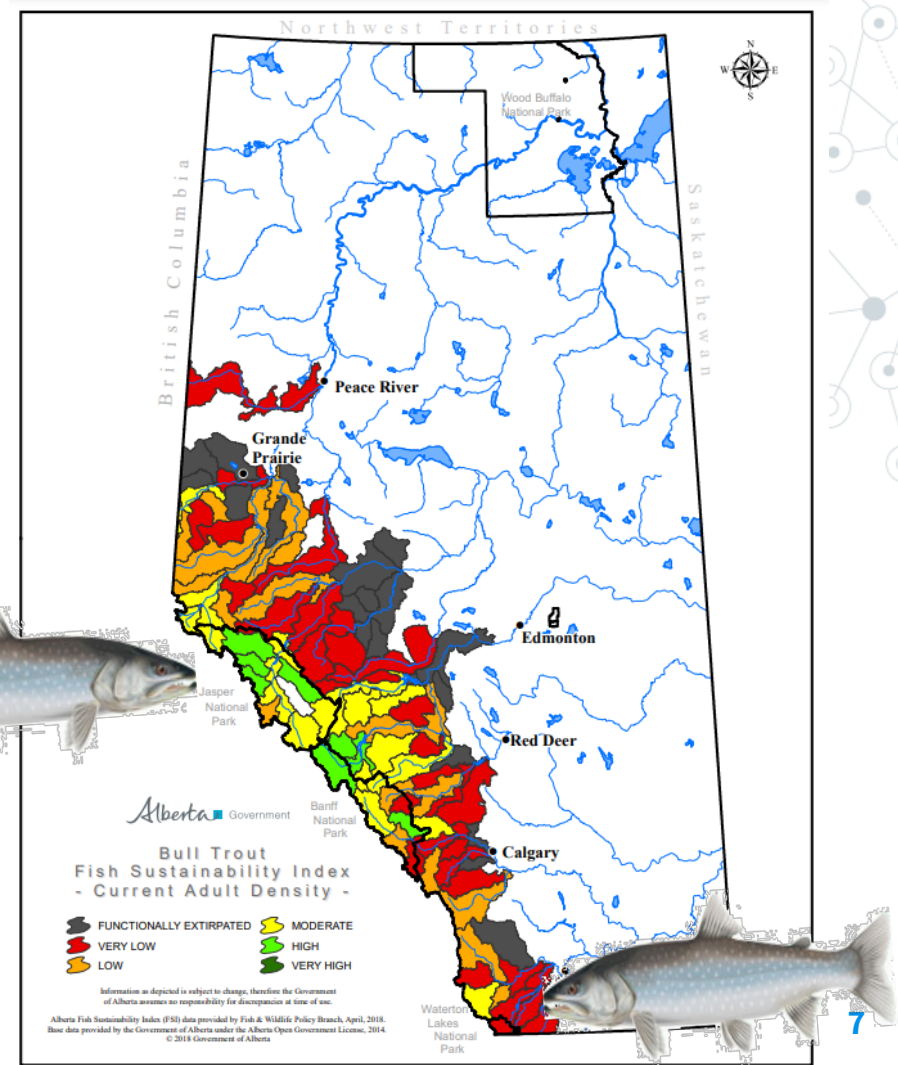 Northwest Territories
N
W E
S
Wood Buffalo
National Park
British Columbia
Saskatchewan
Peace River
Grande
Prairie
Edmonton
Jasper
National
Park
Red Deer
Alberta Government
Banff
National
Park
Calgary
Bull Trout
Fish Sustainability Index
- Current Adult Density -
FUNCTIONALLY EXTIRPATED
MODERATE
VERY LOW
HIGH
LOW
VERY HIGH
Information as depicted is subject to change, therefore the Government
of Alberta assumes no responsibility for discrepancies at time of use.
Alberta Fish Sustainability Index (FSI) data provided by Fish & Wildlife Policy Branch, April, 2018.
Base data provided by the Government of Alberta under the Alberta Open Government License, 2014.
© 2018 Government of Alberta
Waterton
Lakes
National
Park
7